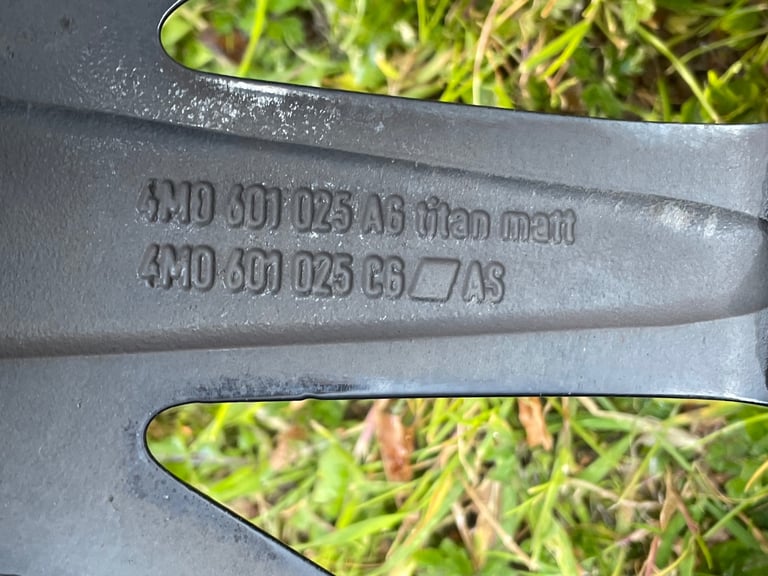 4M0 601 025 AG titan matt
4M0 601 025 CG ▱ AS